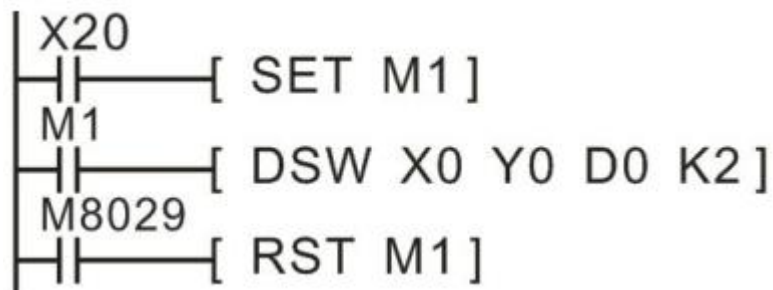 X20
[ SET M1 ]
M1
[ DSW X0 Y0 D0 K2 ]
M8029
[ RST M1 ]